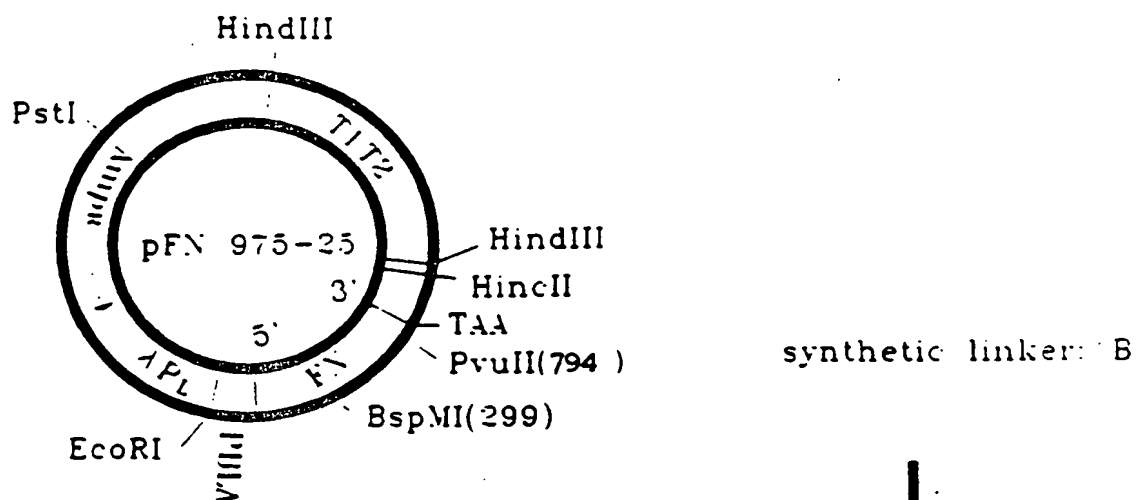 HindIII
PstI
T1T2
pFN 975-25
HindIII
HincII
3'
TAA
5'
PvuII(794 )
synthetic linker: B
λPL
FN
BspMI(299)
EcoRI